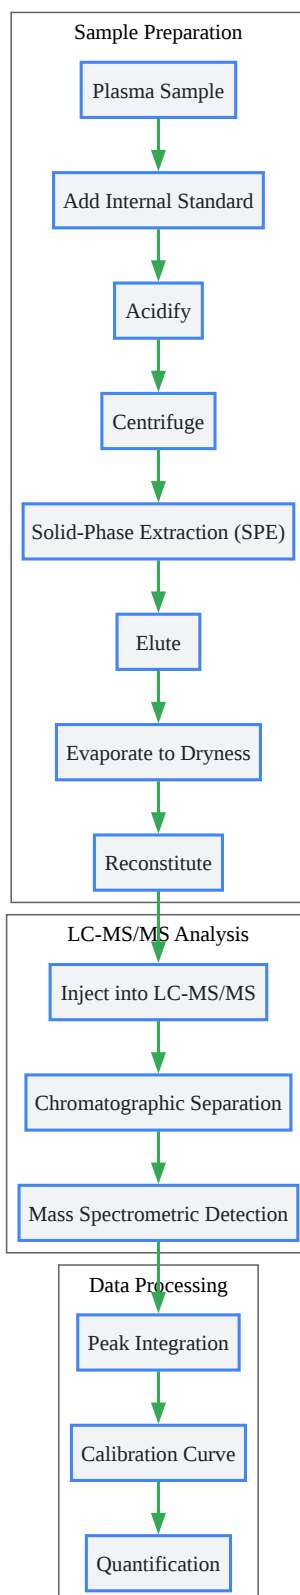 Sample Preparation
Plasma Sample
Add Internal Standard
Acidify
Centrifuge
Solid-Phase Extraction (SPE)
Elute
Evaporate to Dryness
Reconstitute
LC-MS/MS Analysis
Inject into LC-MS/MS
Chromatographic Separation
Mass Spectrometric Detection
Data Processing
Peak Integration
Calibration Curve
Quantification